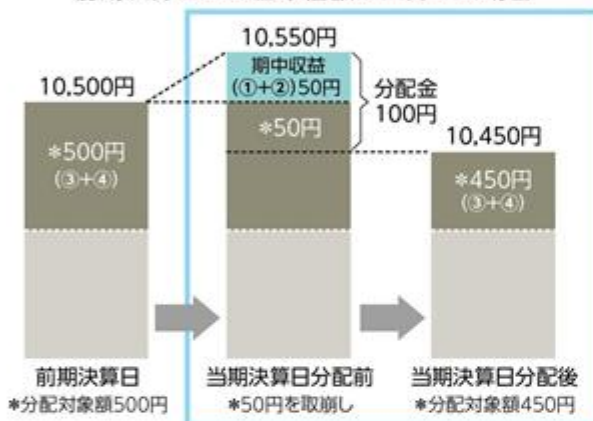 10,550円
期中収益
(①+②)50円
10,500円
分配金
100円
*50円
10,450円
*500円
(③+④)
*450円
(③+④)
前期決算日
当期決算日分配前
当期決算日分配後
*分配対象額500円
*50円を取崩し
*分配対象額450円